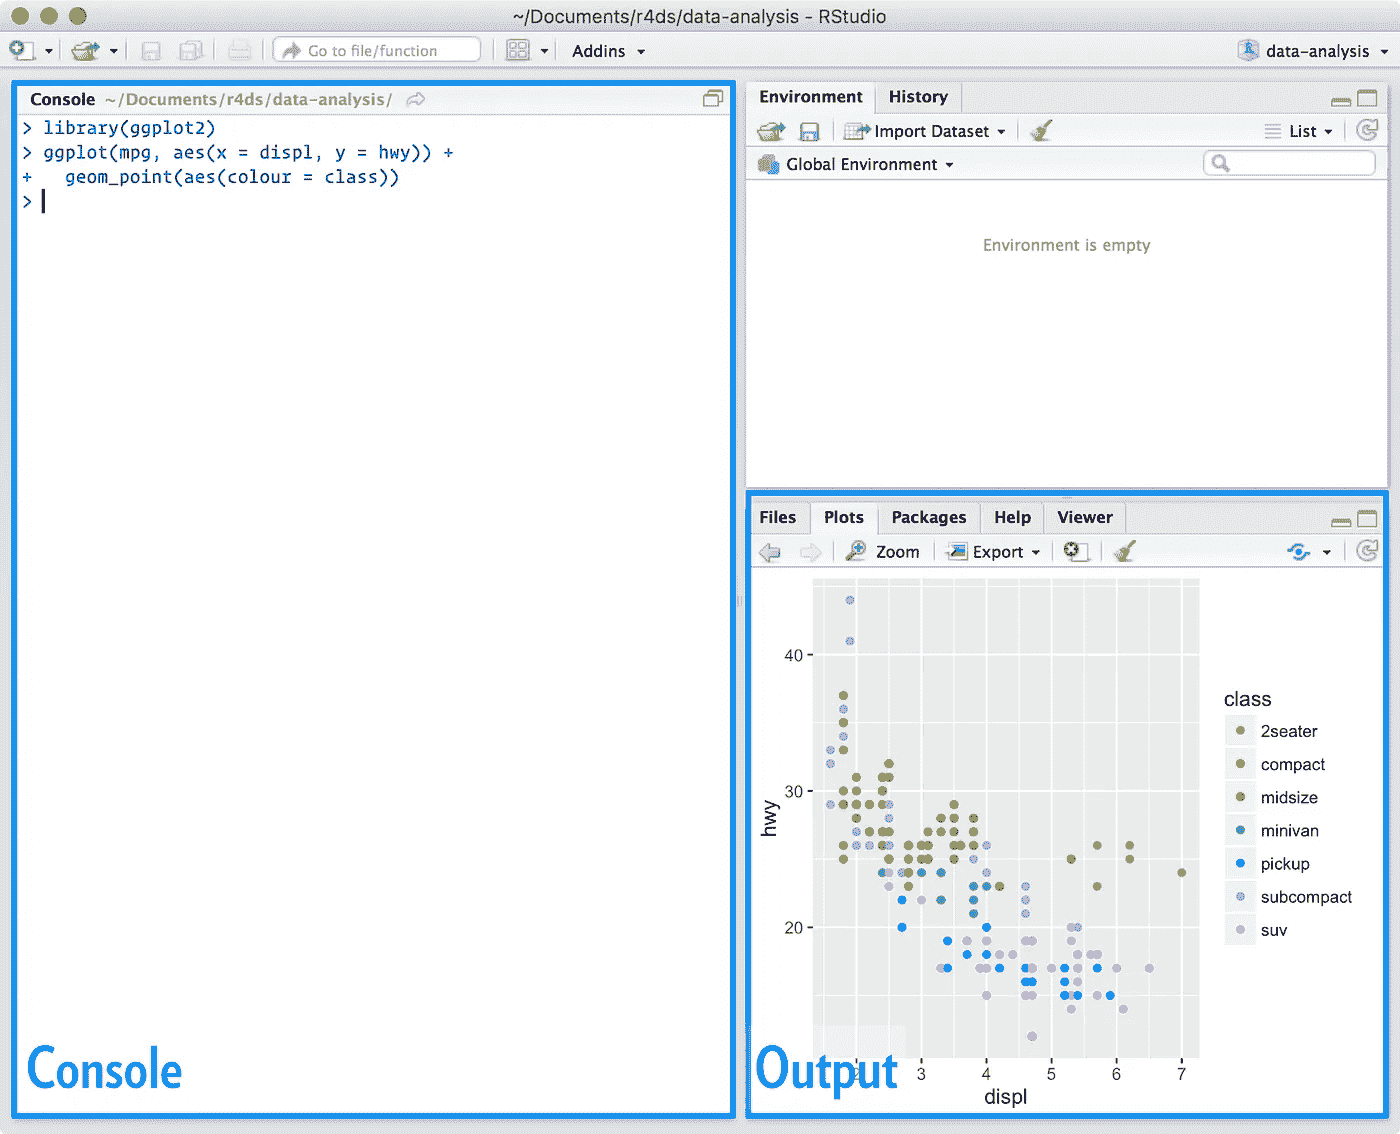 ~/Documents/r4ds/data-analysis - RStudio
Go to file/function
Addins
data-analysis
Console ~/Documents/r4ds/data-analysis/
> library(ggplot2)
> ggplot(mpg, aes(x = displ, y = hwy)) +
+   geom_point(aes(colour = class))
>
Console
Environment History
Import Dataset
List
Global Environment
Environment is empty
Files Plots Packages Help Viewer
Zoom Export
40
30
20
hwy
2 3 4 5 6 7
displ
class
2seater
compact
midsize
minivan
pickup
subcompact
suv
Output